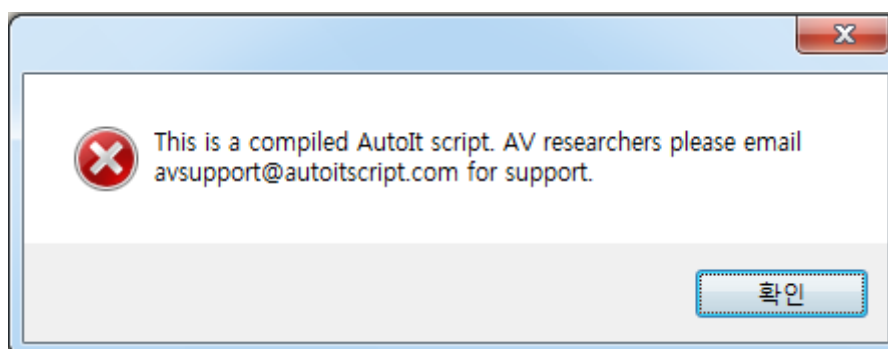 This is a compiled AutoIt script. AV researchers please email
avsupport@autoitscript.com for support.
확인